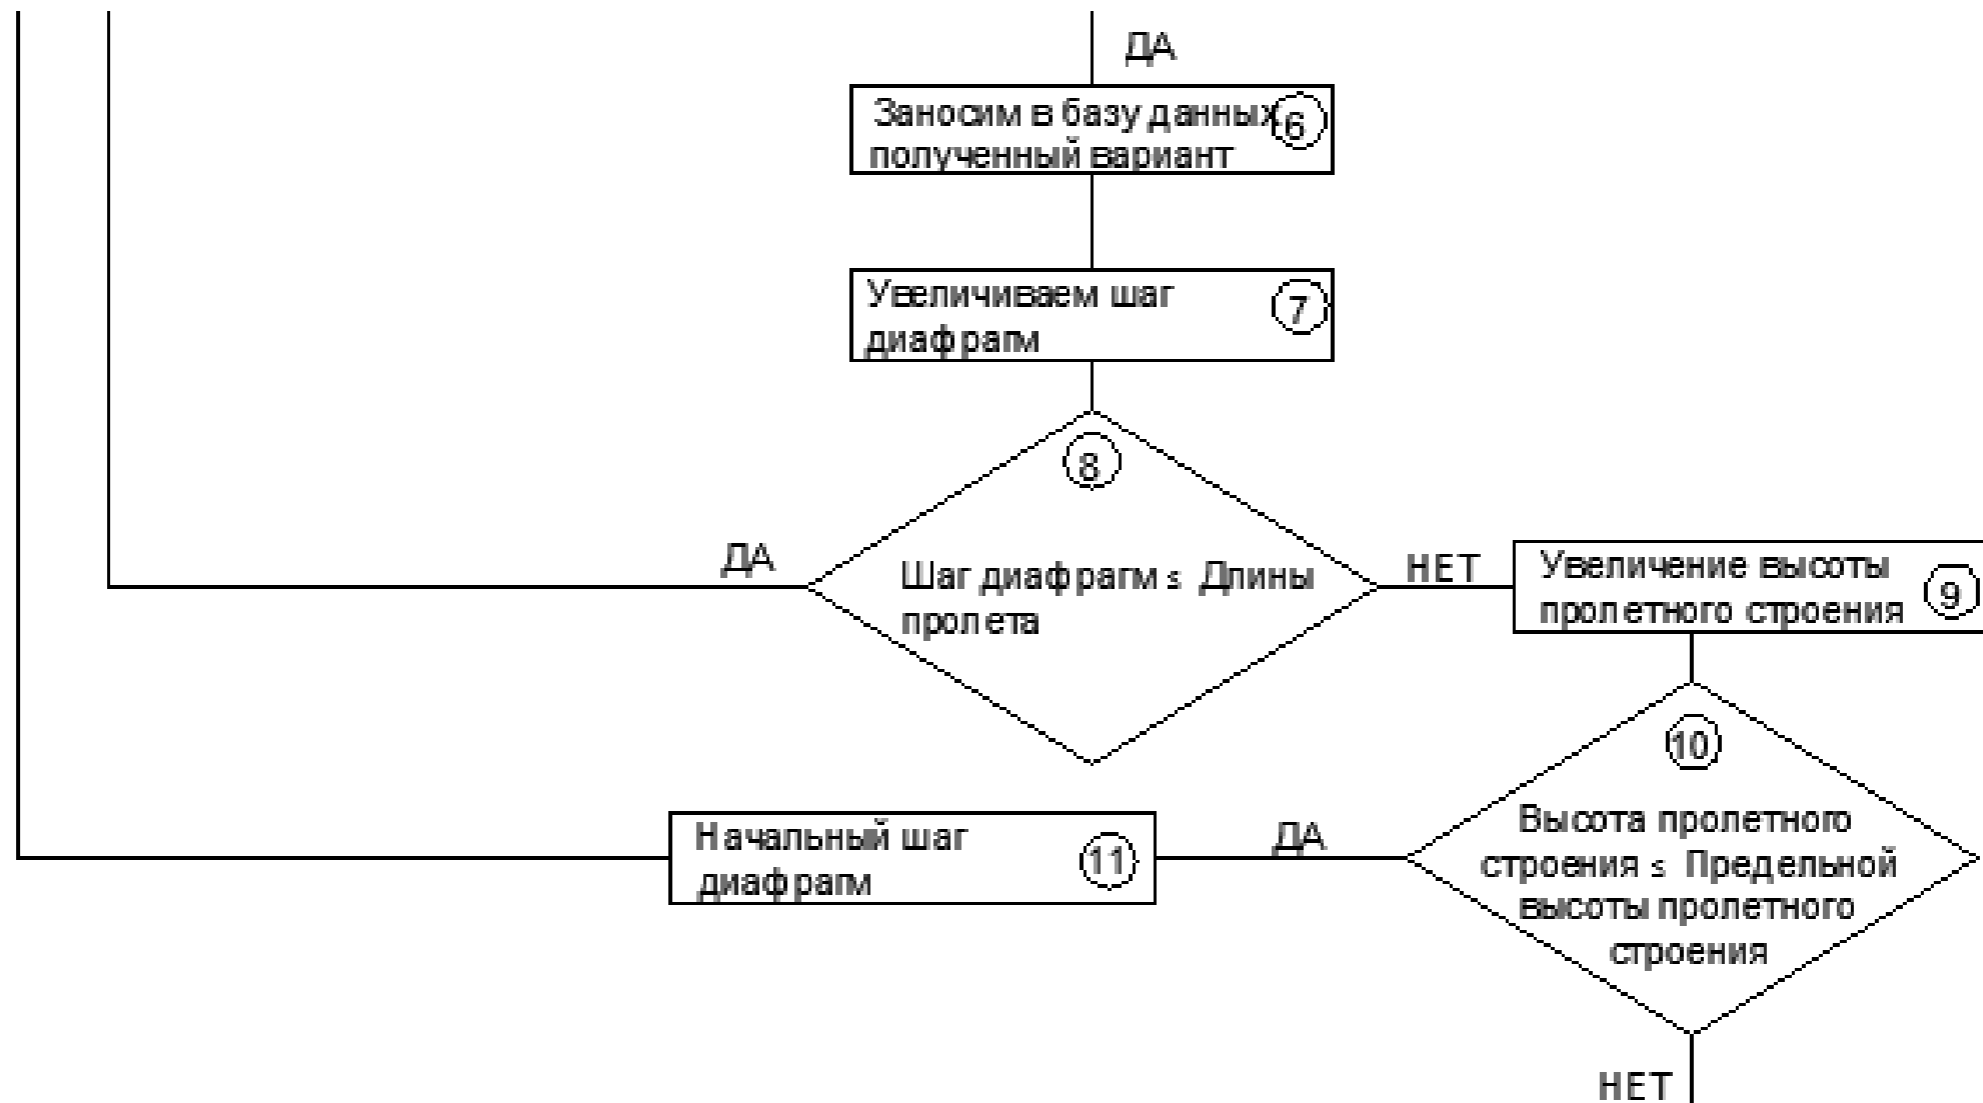 ДА
Заносим в базу данных 6
полученный вариант
Увеличиваем шаг 7
диафрагм
8
ДА
Шаг диафрагм ≤ Длины
пролета
НЕТ
Увеличение высоты
пролетного строения 9
10
Высота пролетного
строения ≤ Предельной
высоты пролетного
строения
ДА
Начальный шаг 11
диафрагм
НЕТ